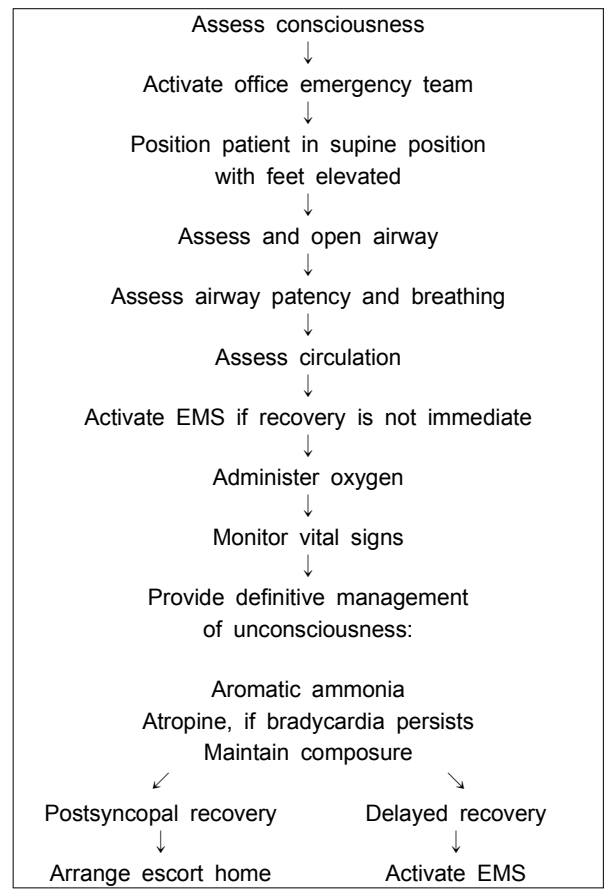 Assess consciousness
↓
Activate office emergency team
↓
Position patient in supine position
with feet elevated
↓
Assess and open airway
↓
Assess airway patency and breathing
↓
Assess circulation
↓
Activate EMS if recovery is not immediate
↓
Administer oxygen
↓
Monitor vital signs
↓
Provide definitive management
of unconsciousness:
Aromatic ammonia
Atropine, if bradycardia persists
Maintain composure
↙ ↘
Postsyncopal recovery Delayed recovery
↓ ↓
Arrange escort home Activate EMS